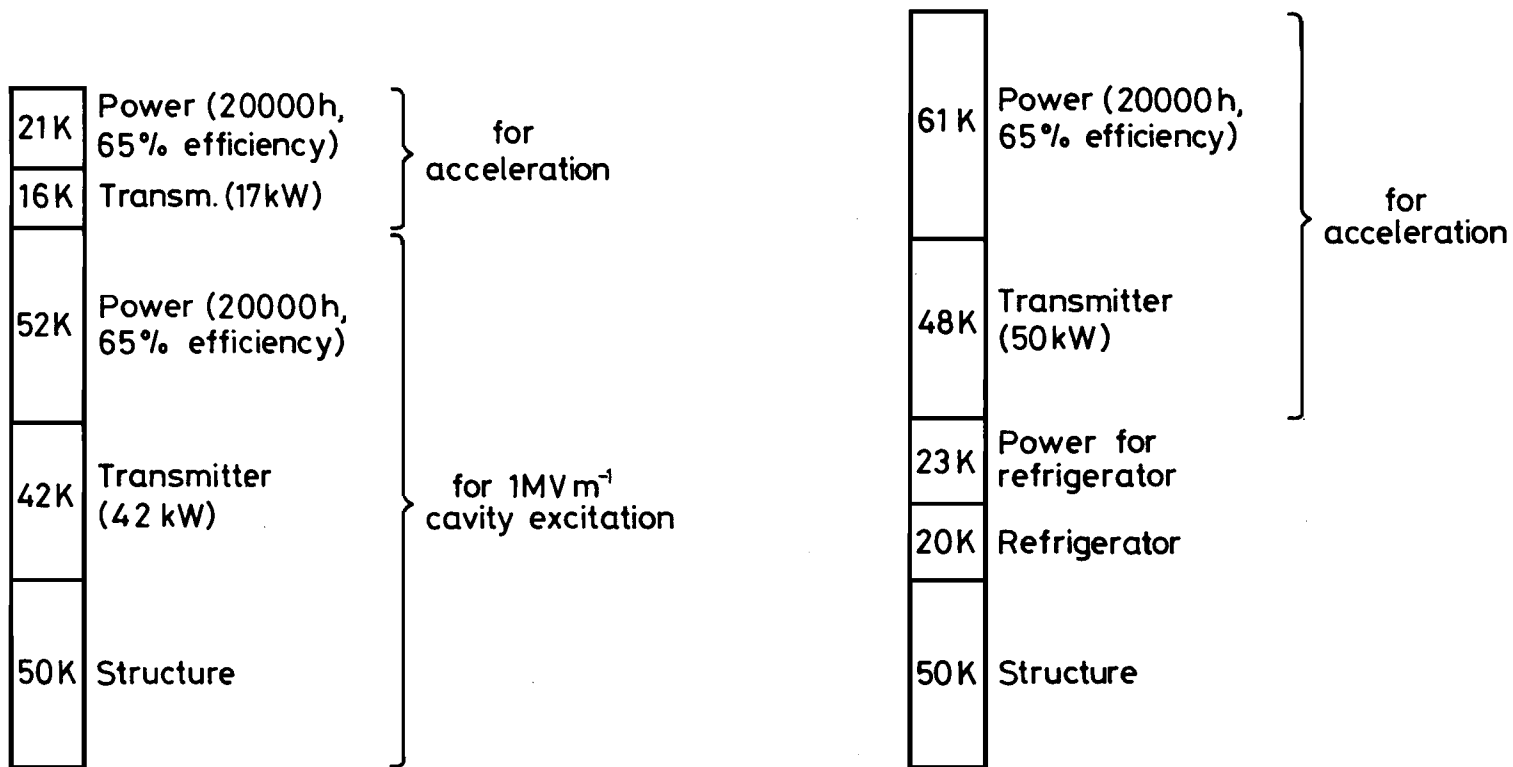 21K
Power (20000h,
65% efficiency)
16K
Transm. (17kW)
for
acceleration
52K
Power (20000h,
65% efficiency)
42K
Transmitter
(42 kW)
50K
Structure
for 1MVm⁻¹
cavity excitation
61K
Power (20000h,
65% efficiency)
48K
Transmitter
(50kW)
for
acceleration
23K
Power for
refrigerator
20K
Refrigerator
50K
Structure